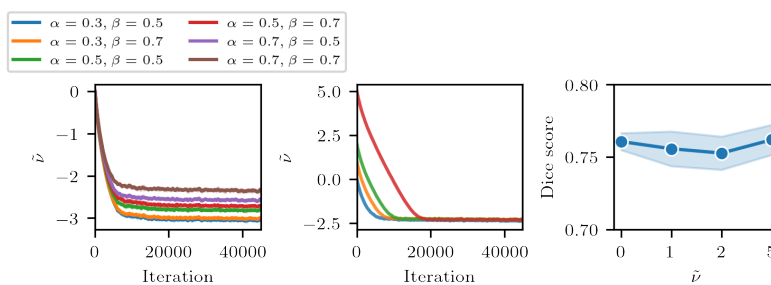 α = 0.3, β = 0.5
α = 0.5, β = 0.7
α = 0.3, β = 0.7
α = 0.7, β = 0.5
α = 0.5, β = 0.5
α = 0.7, β = 0.7
0
−1
−2
−3
ν̃
0
20000
40000
Iteration
5.0
2.5
0.0
−2.5
ν̃
0
20000
40000
Iteration
0.80
0.75
0.70
Dice score
0
1
2
5
ν̃